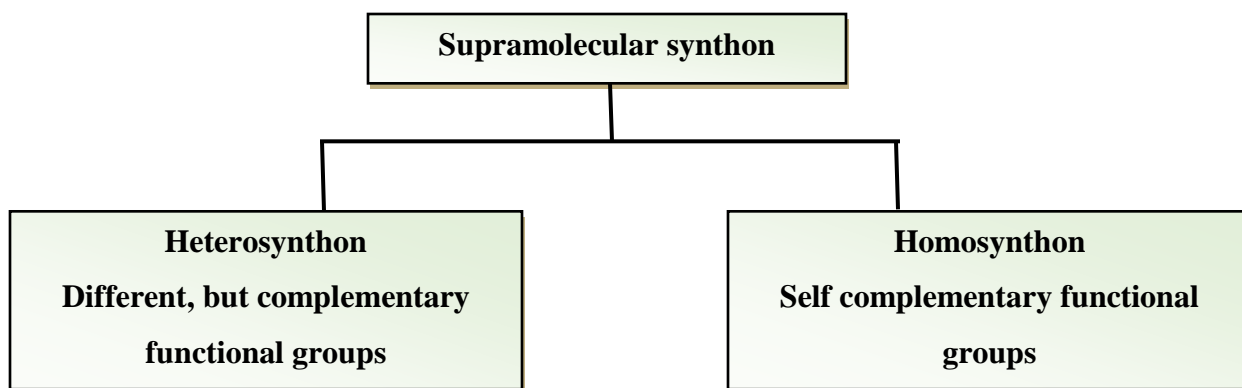 Supramolecular synthon
Heterosynthon
Different, but complementary
functional groups
Homosynthon
Self complementary functional
groups